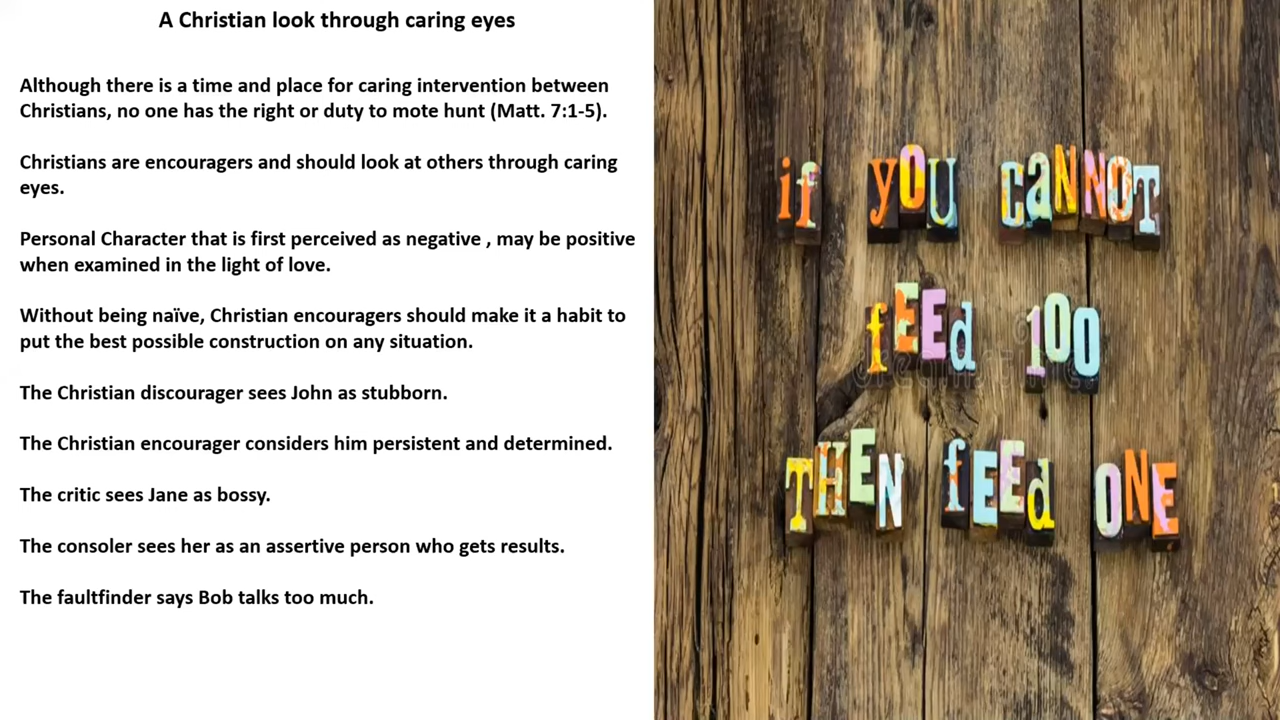 A Christian look through caring eyes
Although there is a time and place for caring intervention between
Christians, no one has the right or duty to mote hunt (Matt. 7:1-5).
Christians are encouragers and should look at others through caring
eyes.
Personal Character that is first perceived as negative , may be positive
when examined in the light of love.
Without being naïve, Christian encouragers should make it a habit to
put the best possible construction on any situation.
The Christian discourager sees John as stubborn.
The Christian encourager considers him persistent and determined.
The critic sees Jane as bossy.
The consoler sees her as an assertive person who gets results.
The faultfinder says Bob talks too much.
if yOU CaNNOT
fEEd 100
THEN fEEd ONE